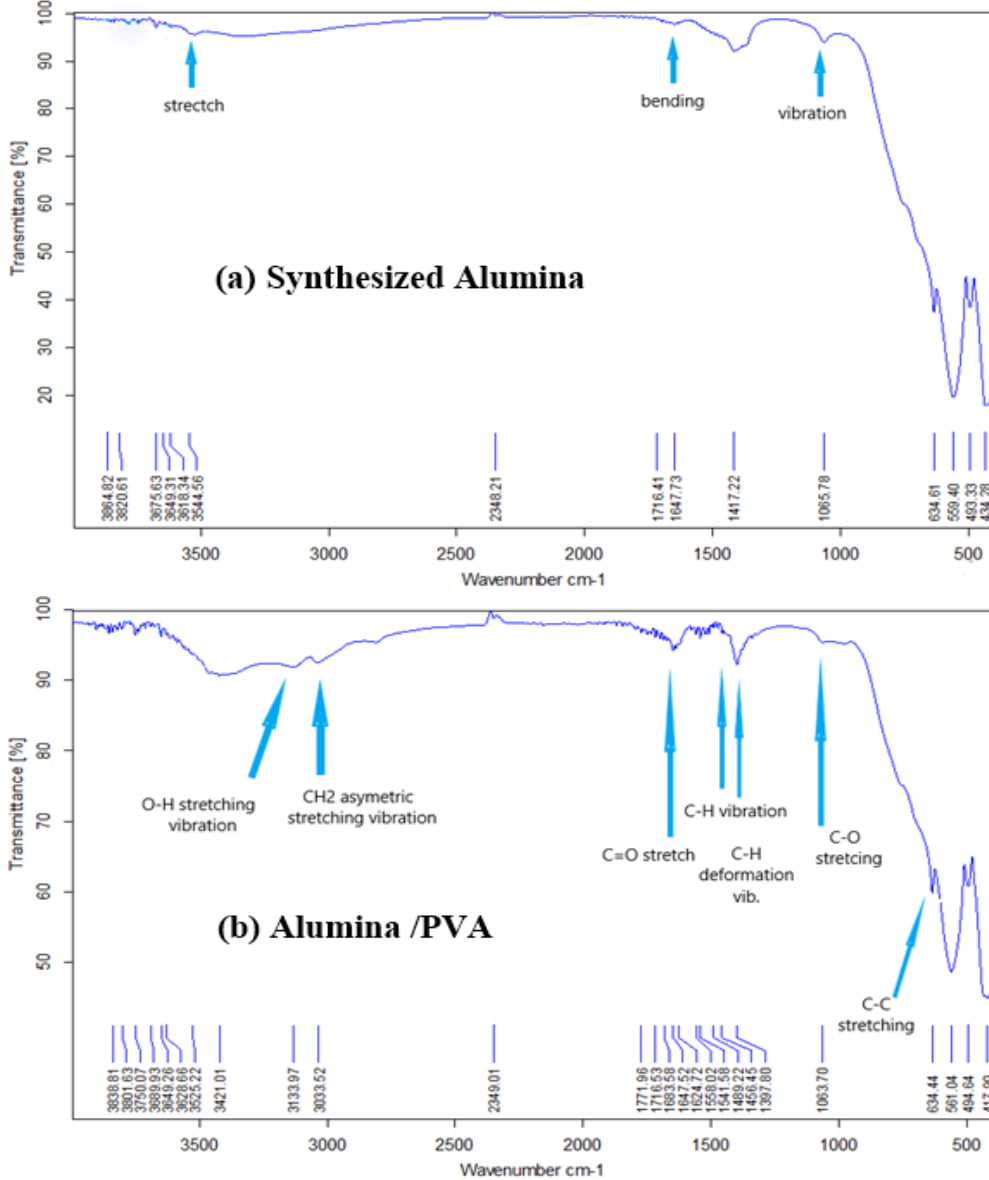 100
90
80
70
60
50
40
30
20
Transmittance [%]
strectch
bending
vibration
(a) Synthesized Alumina
3864.82
3820.61
3675.63
3649.31
3618.34
3544.56
2348.21
1716.41
1647.73
1417.22
1065.78
634.61
559.40
493.33
434.28
3500 3000 2500 2000 1500 1000 500
Wavenumber cm-1
100
90
80
70
60
50
Transmittance [%]
O-H stretching
vibration
CH2 asymetric
stretching vibration
C=O stretch
C-H vibration
C-H
deformation
vib.
C-O
stretcing
(b) Alumina /PVA
C-C
stretching
3838.81
3801.63
3750.07
3689.93
3649.26
3628.66
3525.22
3421.01
3133.97
3033.52
2349.01
1771.96
1716.53
1683.58
1647.52
1624.72
1558.02
1541.58
1489.22
1456.45
1397.80
1063.70
634.44
561.04
494.64
417.90
3500 3000 2500 2000 1500 1000 500
Wavenumber cm-1